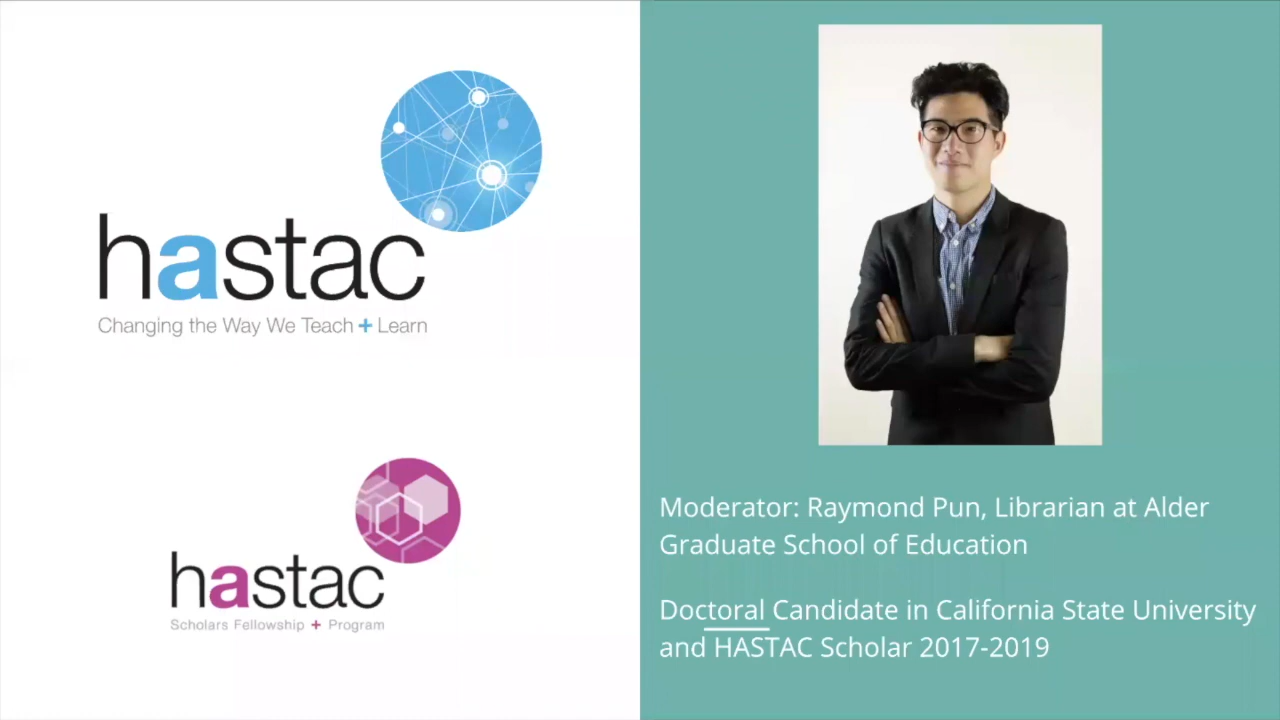 hastac
Changing the Way We Teach + Learn
hastac
Scholars Fellowship + Program
Moderator: Raymond Pun, Librarian at Alder
Graduate School of Education
Doctoral Candidate in California State University
and HASTAC Scholar 2017-2019